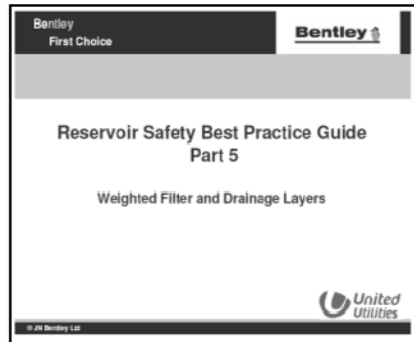 Bentley
First Choice
Bentley
Reservoir Safety Best Practice Guide
Part 5
Weighted Filter and Drainage Layers
United
Utilities
© JN Bentley Ltd